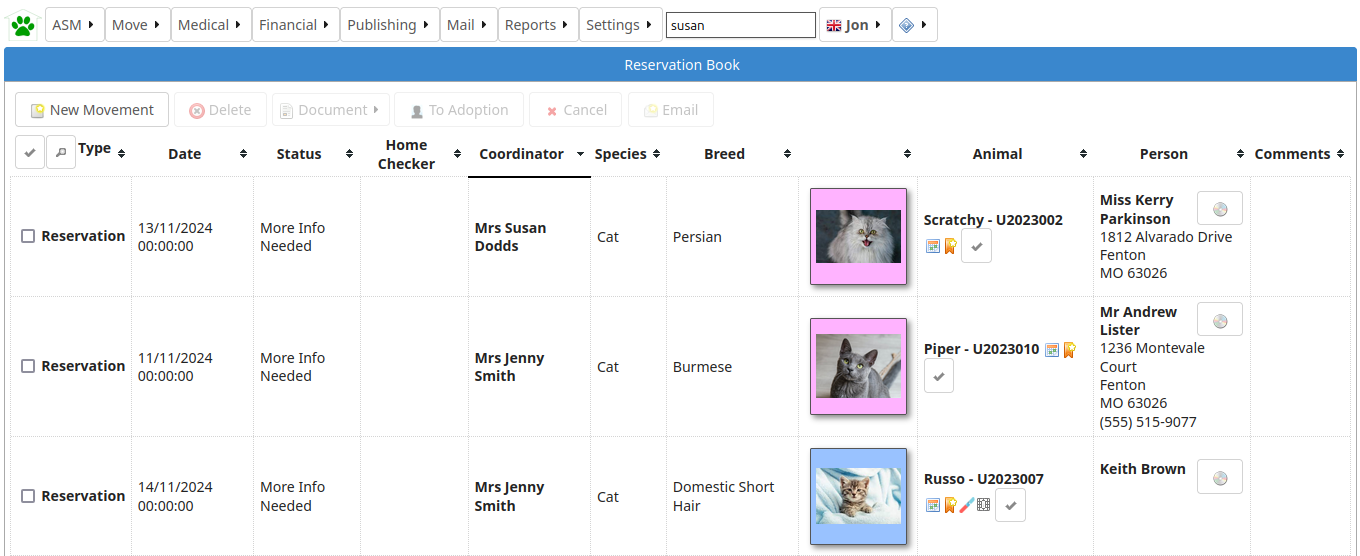 ASM Move Medical Financial Publishing Mail Reports Settings susan Jon
Reservation Book
New Movement Delete Document To Adoption Cancel Email
Type Date Status Home Checker Coordinator Species Breed Animal Person Comments
Reservation
13/11/2024
00:00:00
More Info
Needed
Mrs Susan
Dodds
Cat
Persian
Scratchy - U2023002
Miss Kerry
Parkinson
1812 Alvarado Drive
Fenton
MO 63026
Reservation
11/11/2024
00:00:00
More Info
Needed
Mrs Jenny
Smith
Cat
Burmese
Piper - U2023010
Mr Andrew
Lister
1236 Montevale
Court
Fenton
MO 63026
(555) 515-9077
Reservation
14/11/2024
00:00:00
More Info
Needed
Mrs Jenny
Smith
Cat
Domestic Short
Hair
Russo - U2023007
Keith Brown